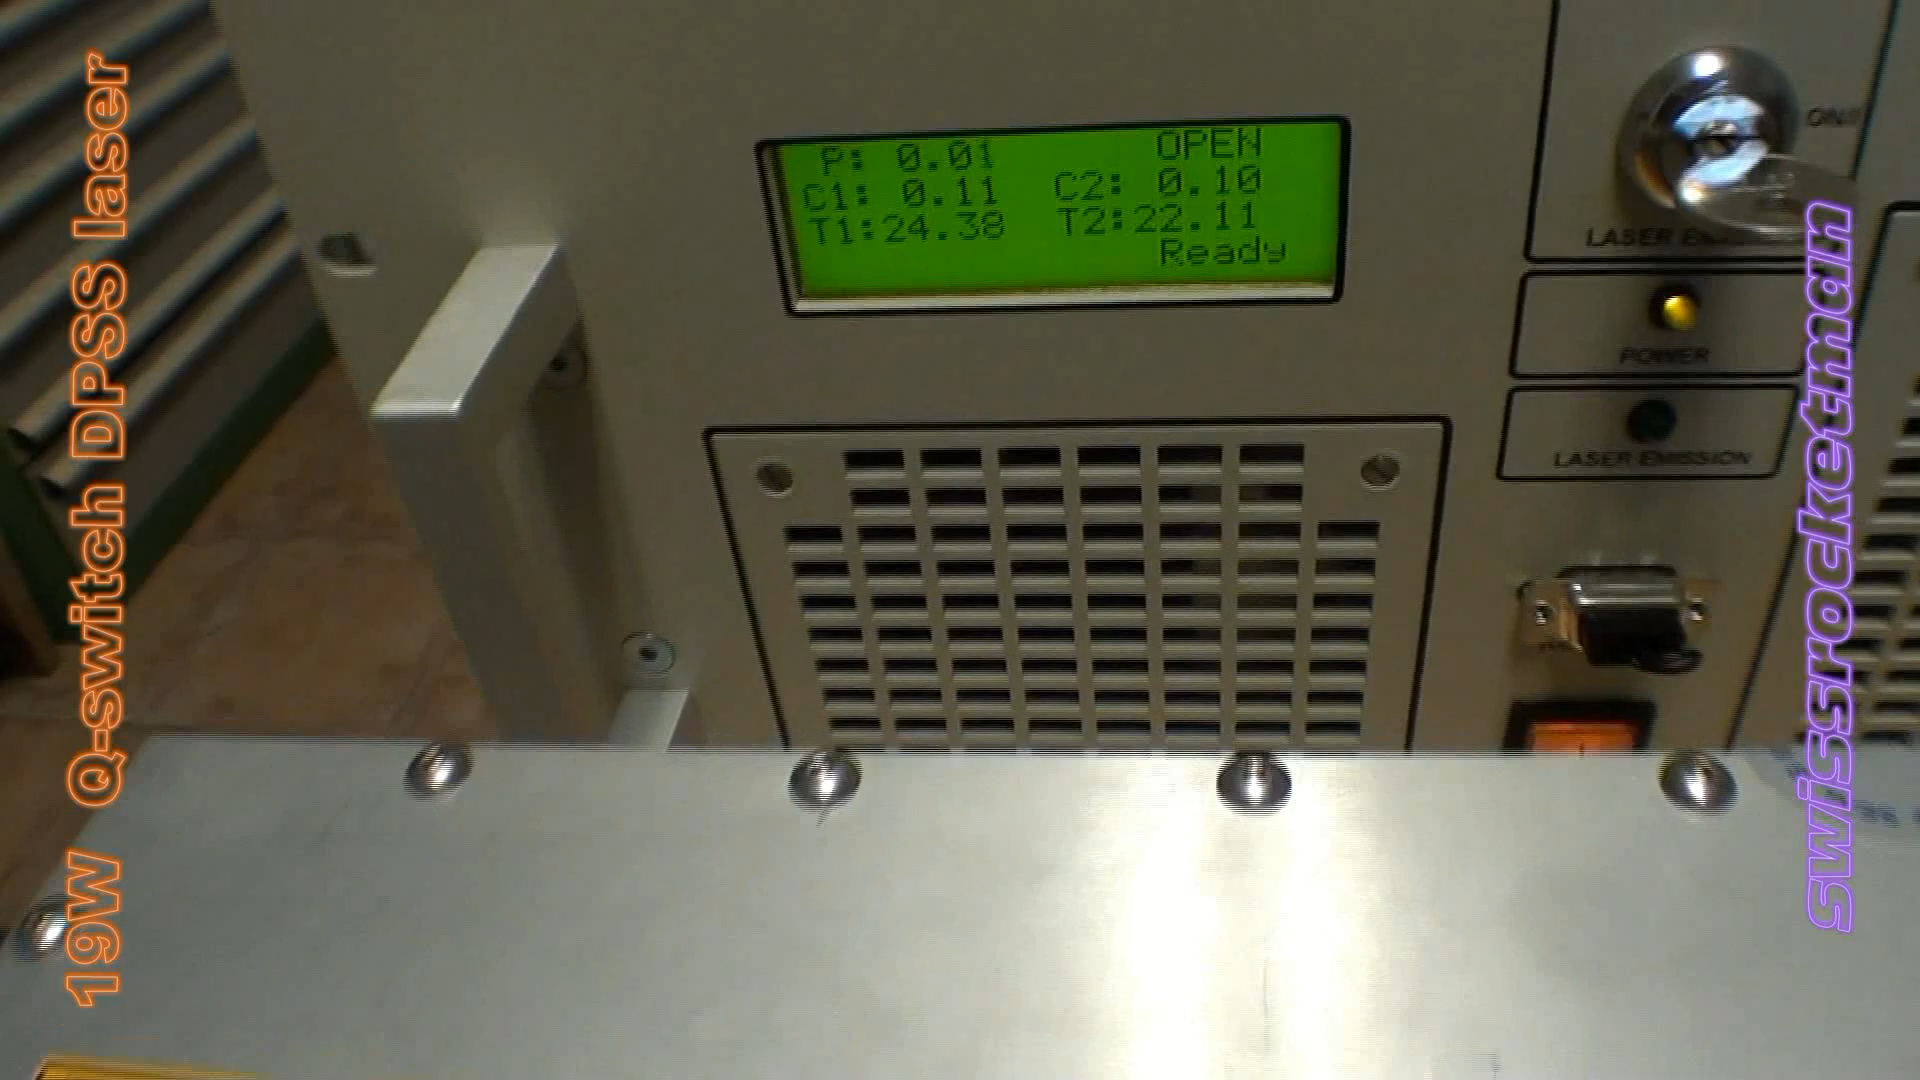 19W Q-switch DPSS laser
P: 0.01 OPEN
C1: 0.11 C2: 0.10
T1:24.38 T2:22.11
Ready
ON
LASER
POWER
LASER EMISSION
swissrocketman